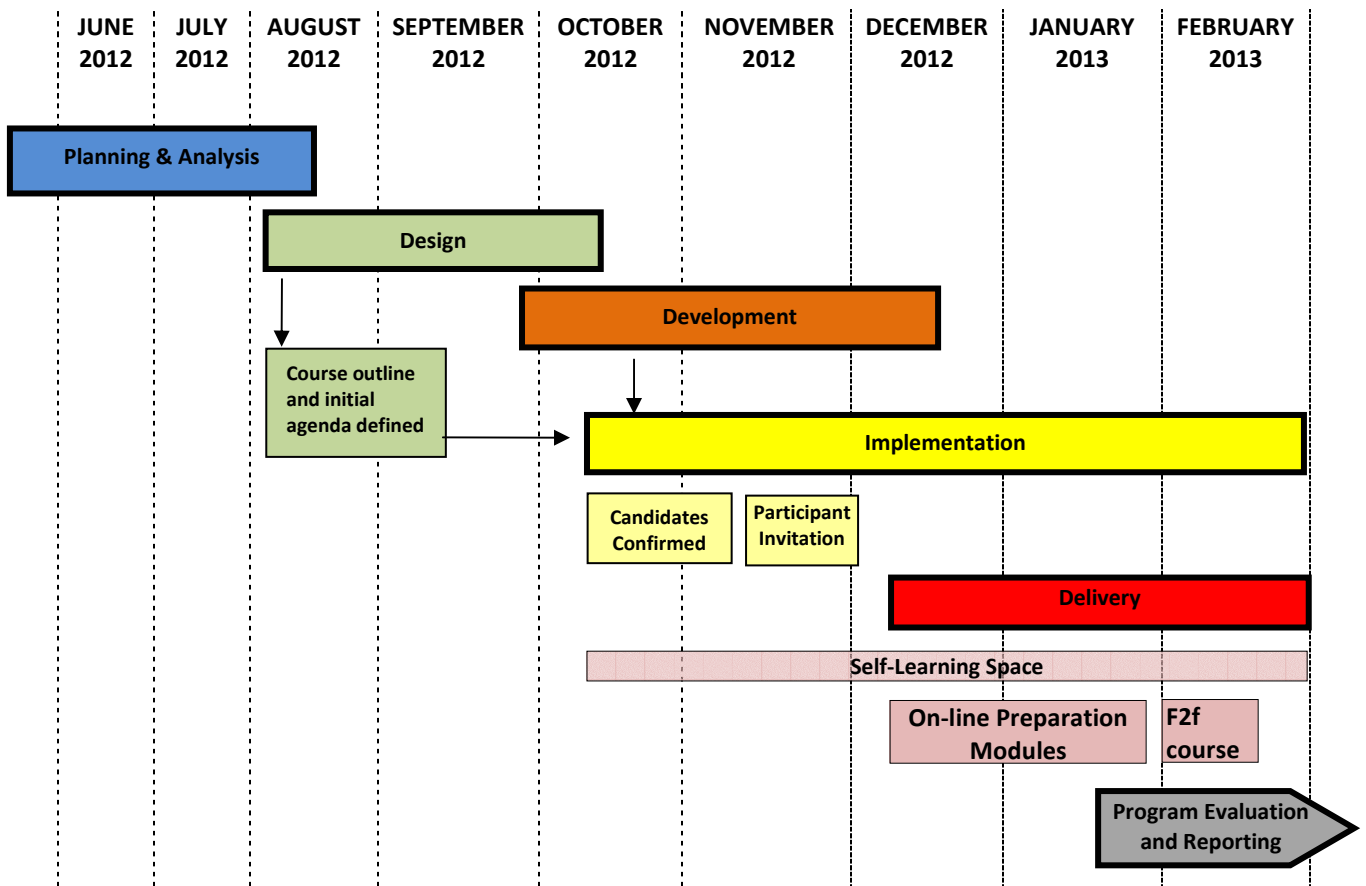 JUNE JULY AUGUST SEPTEMBER OCTOBER NOVEMBER DECEMBER JANUARY FEBRUARY
2012 2012 2012 2012 2012 2012 2012 2013 2013
Planning & Analysis
Design
Development
Course outline
and initial
agenda defined
Implementation
Candidates
Confirmed
Participant
Invitation
Delivery
Self-Learning Space
On-line Preparation
Modules
F2f
course
Program Evaluation
and Reporting